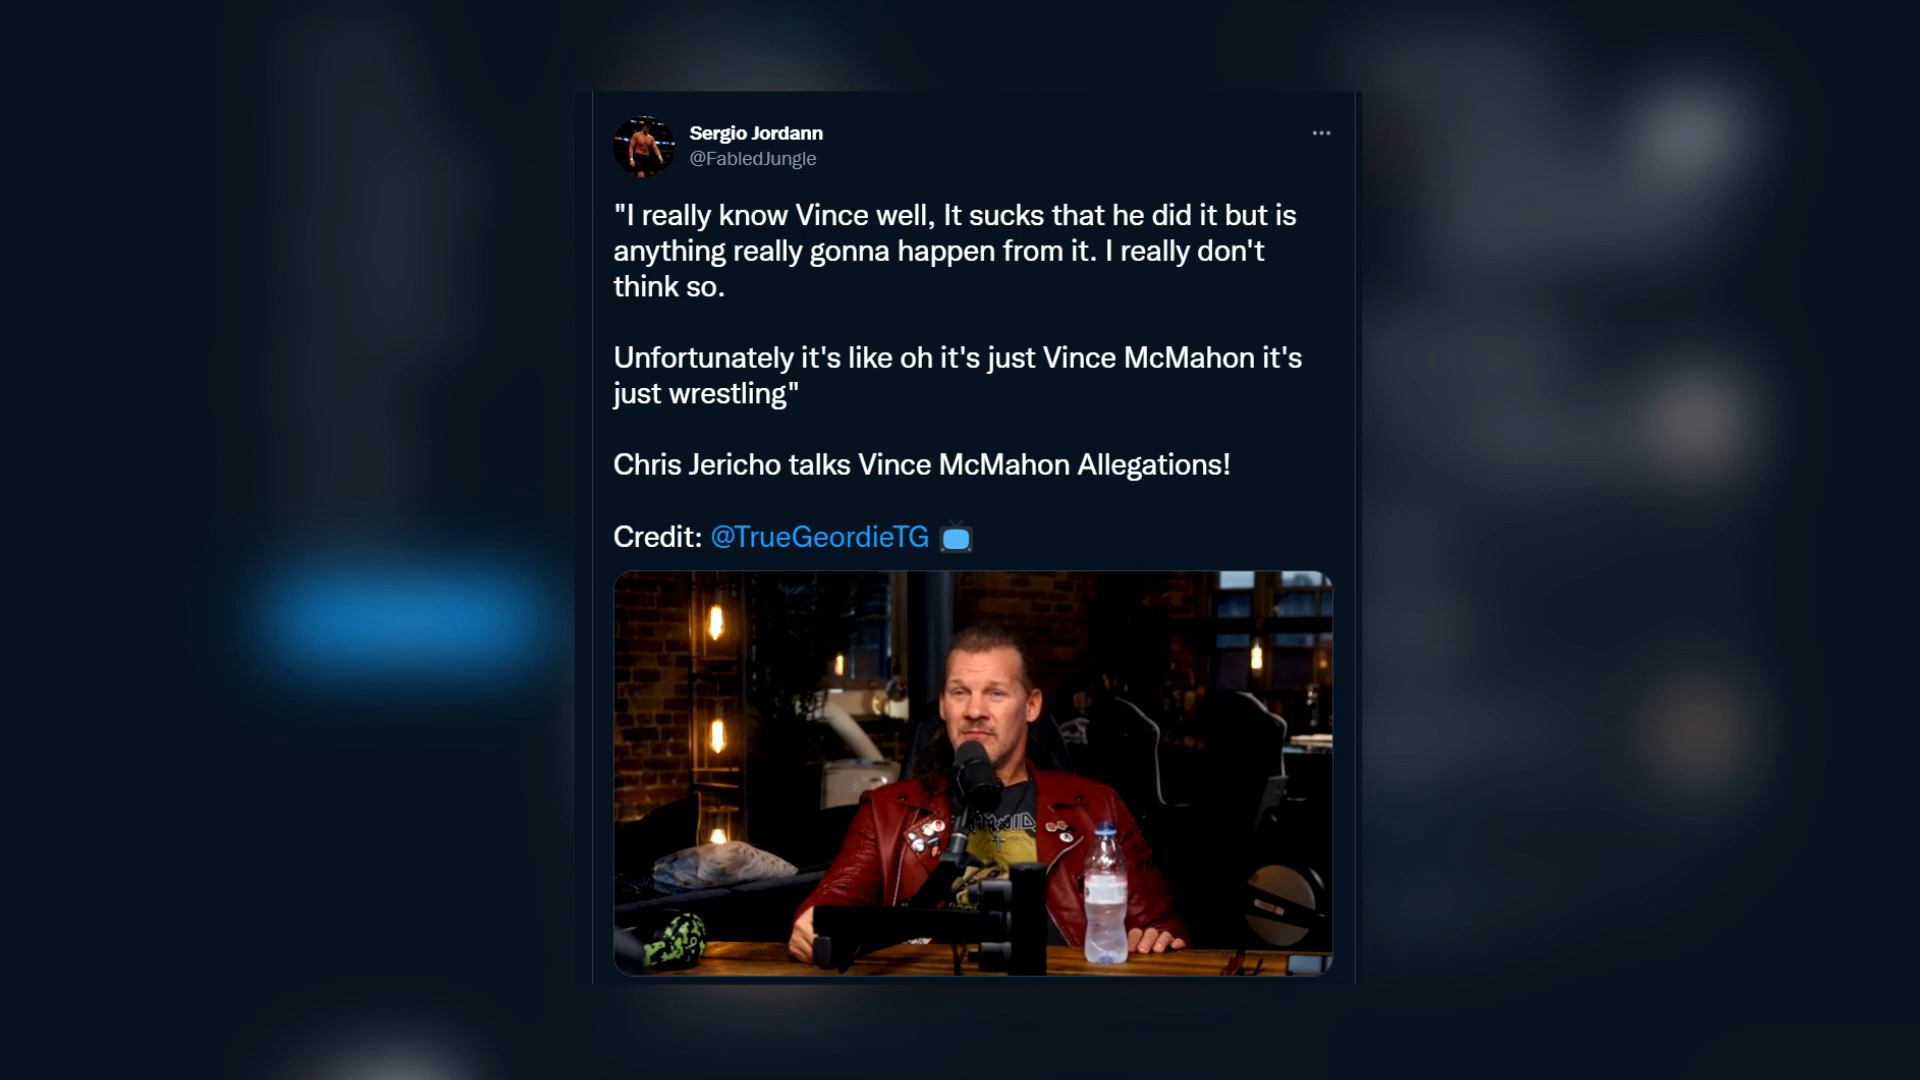 Sergio Jordann
@FabledJungle
"I really know Vince well, It sucks that he did it but is
anything really gonna happen from it. I really don't
think so.
Unfortunately it's like oh it's just Vince McMahon it's
just wrestling"
Chris Jericho talks Vince McMahon Allegations!
Credit: @TrueGeordieTG